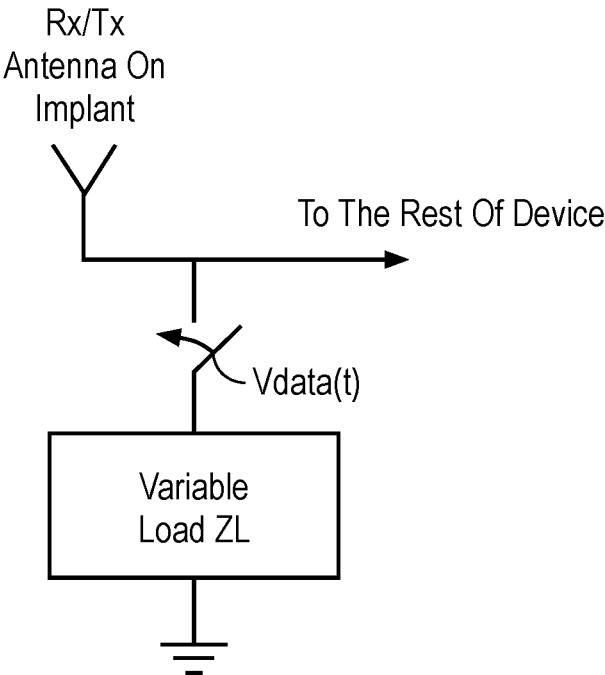 Rx/Tx
Antenna On
Implant
To The Rest Of Device
Vdata(t)
Variable
Load ZL